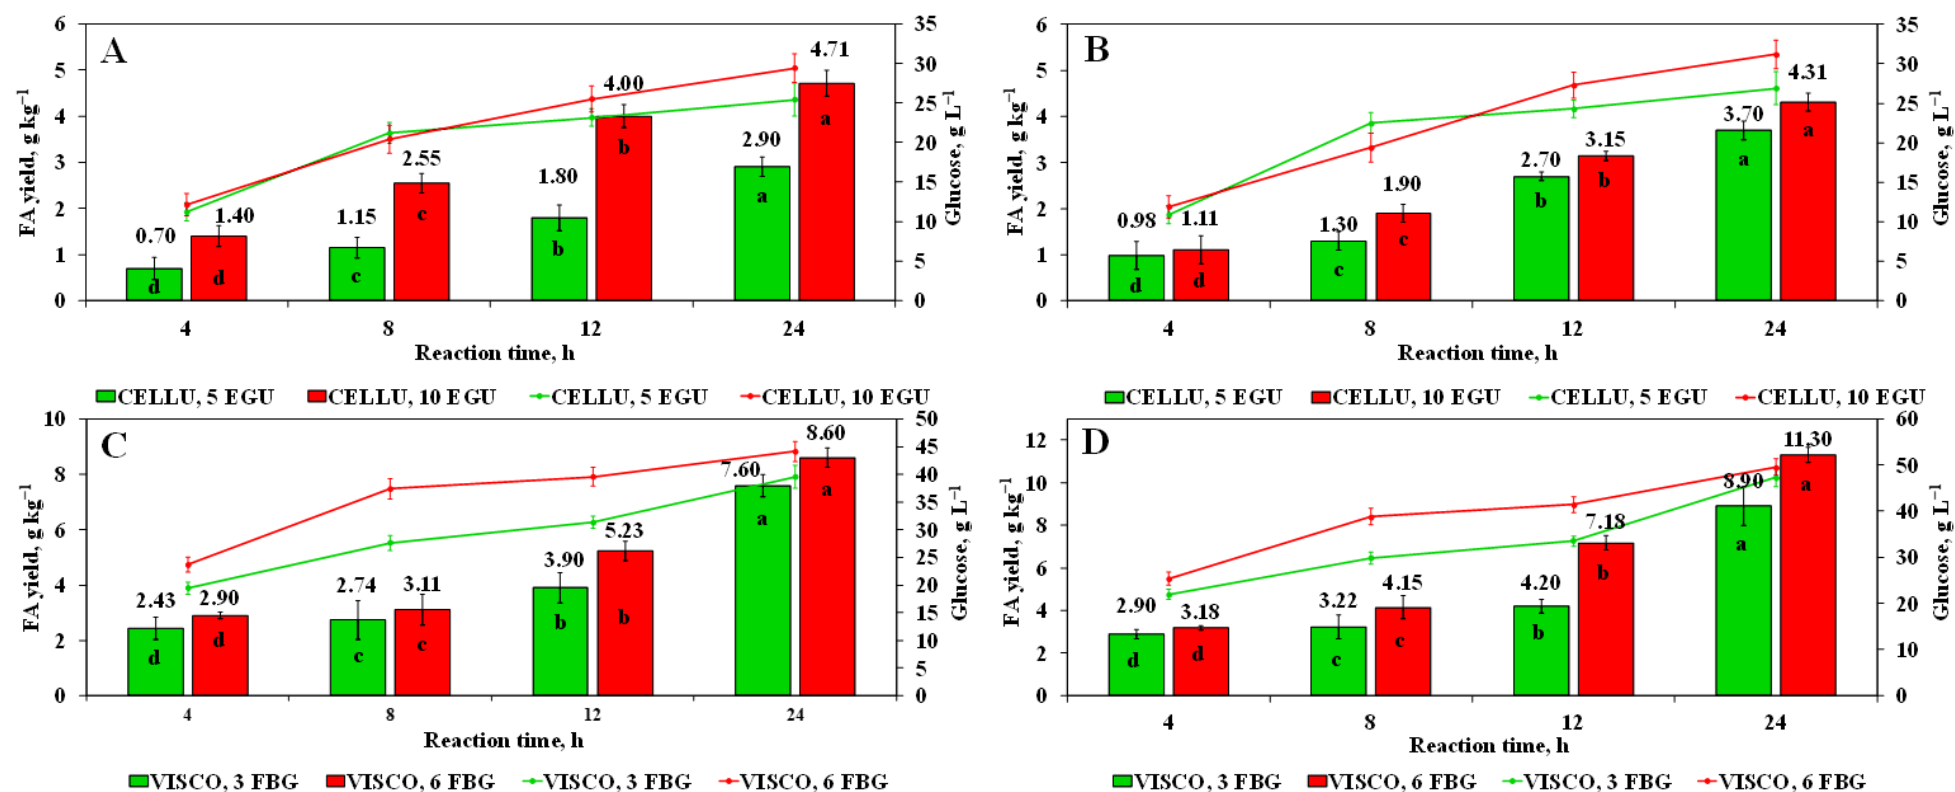 A
FA yield, g kg⁻¹
6
5
4
3
2
1
0
35
30
25
20
15
10
5
0
Glucose, g L⁻¹
0.70
1.40
1.15
2.55
1.80
4.00
2.90
4.71
d
d
c
c
b
b
a
a
4
8
12
24
Reaction time, h
CELLU, 5 EGU
CELLU, 10 EGU
CELLU, 5 EGU
CELLU, 10 EGU
B
FA yield, g kg⁻¹
6
5
4
3
2
1
0
35
30
25
20
15
10
5
0
Glucose, g L⁻¹
0.98
1.11
1.30
1.90
2.70
3.15
3.70
4.31
d
d
c
c
b
b
a
a
4
8
12
24
Reaction time, h
CELLU, 5 EGU
CELLU, 10 EGU
CELLU, 5 EGU
CELLU, 10 EGU
C
FA yield, g kg⁻¹
10
8
6
4
2
0
50
45
40
35
30
25
20
15
10
5
0
Glucose, g L⁻¹
2.43
2.90
2.74
3.11
3.90
5.23
7.60
8.60
d
d
c
c
b
b
a
a
4
8
12
24
Reaction time, h
VISCO, 3 FBG
VISCO, 6 FBG
VISCO, 3 FBG
VISCO, 6 FBG
D
FA yield, g kg⁻¹
12
10
8
6
4
2
0
60
50
40
30
20
10
0
Glucose, g L⁻¹
2.90
3.18
3.22
4.15
4.20
7.18
8.90
11.30
d
d
c
c
b
b
a
a
4
8
12
24
Reaction time, h
VISCO, 3 FBG
VISCO, 6 FBG
VISCO, 3 FBG
VISCO, 6 FBG